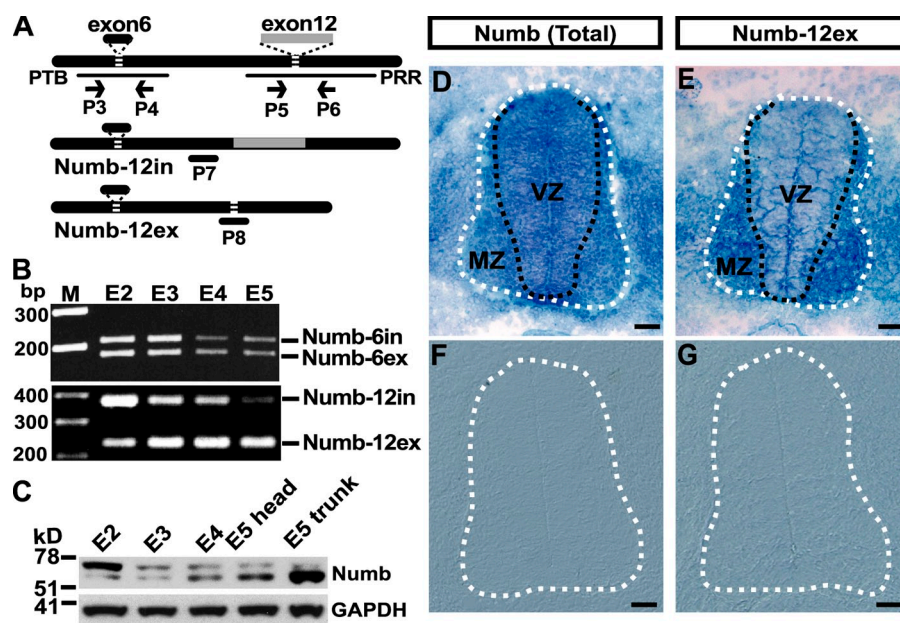 A
exon6
exon12
PTB
PRR
P3
P4
P5
P6
Numb-12in
P7
Numb-12ex
P8
B
bp
M
E2
E3
E4
E5
300
200
Numb-6in
Numb-6ex
400
300
200
Numb-12in
Numb-12ex
C
kD
E2
E3
E4
E5 head
E5 trunk
78
51
41
Numb
GAPDH
Numb (Total)
Numb-12ex
D
VZ
MZ
E
VZ
MZ
F
G